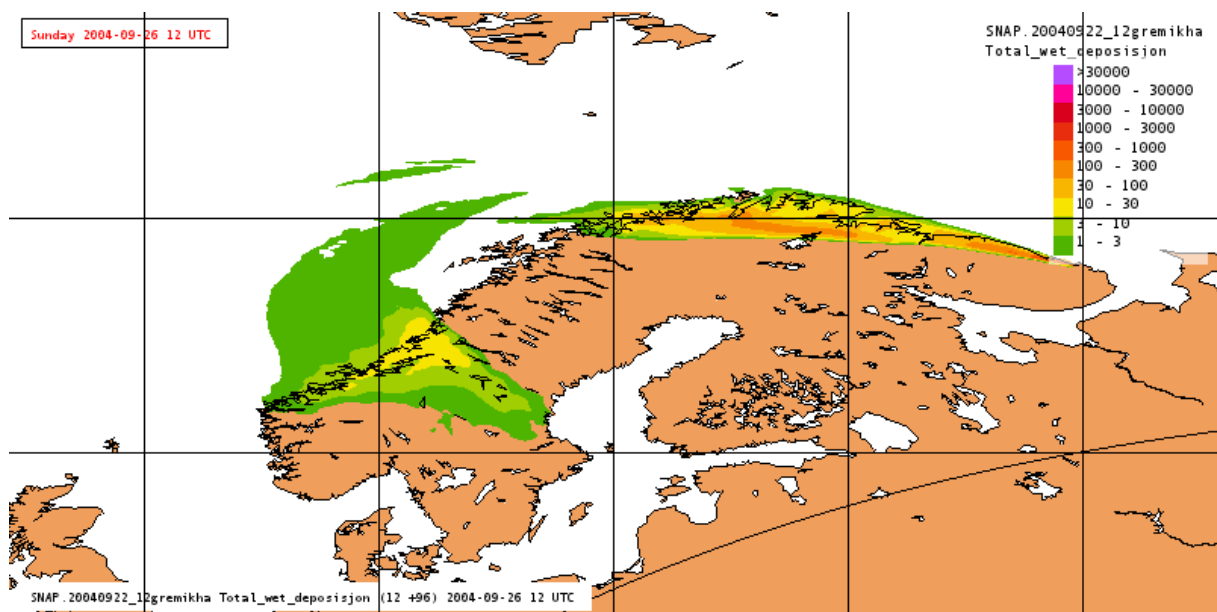 Sunday 2004-09-26 12 UTC
SNAP.20040922_12gremikha
Total_wet_deposisjon
>30000
10000 - 30000
3000 - 10000
1000 - 3000
300 - 1000
100 - 300
30 - 100
10 - 30
3 - 10
1 - 3
SNAP.20040922_12gremikha Total_wet_deposisjon (12 +96) 2004-09-26 12 UTC